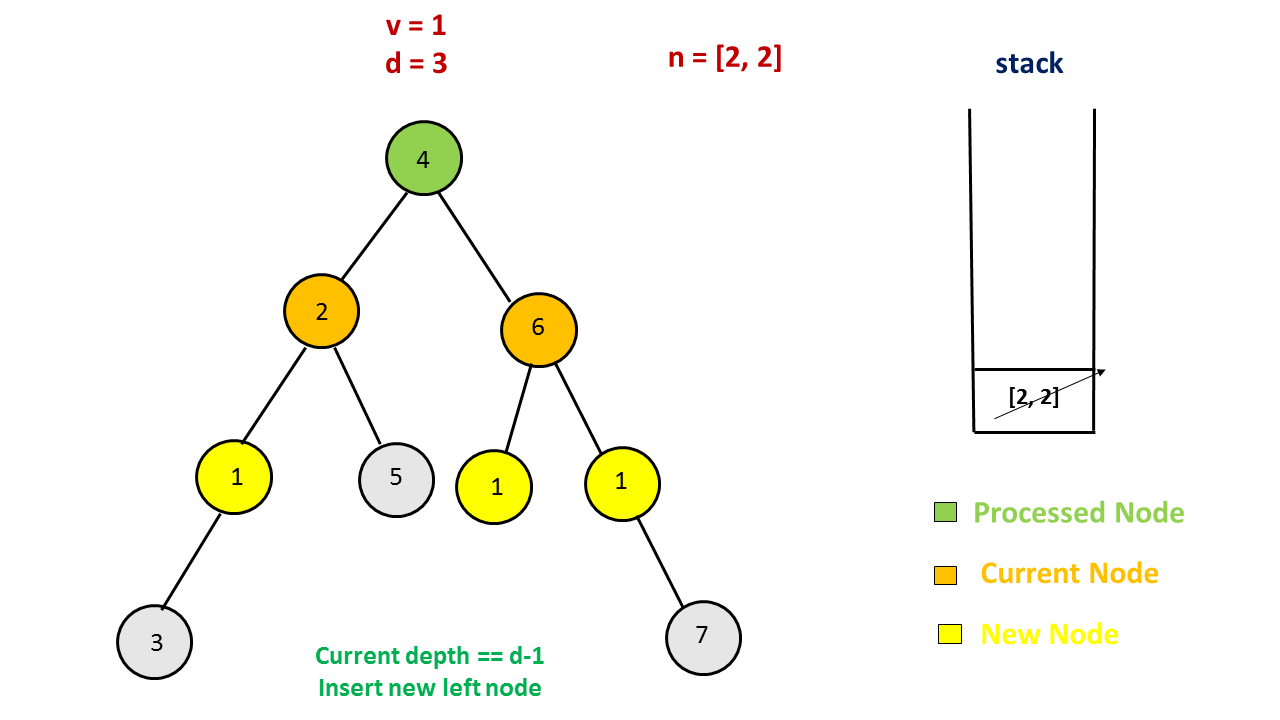 v = 1
d = 3
n = [2, 2]
stack
4
2
6
[2, 2]
1
5
1
1
Processed Node
Current Node
3
7
New Node
Current depth == d-1
Insert new left node